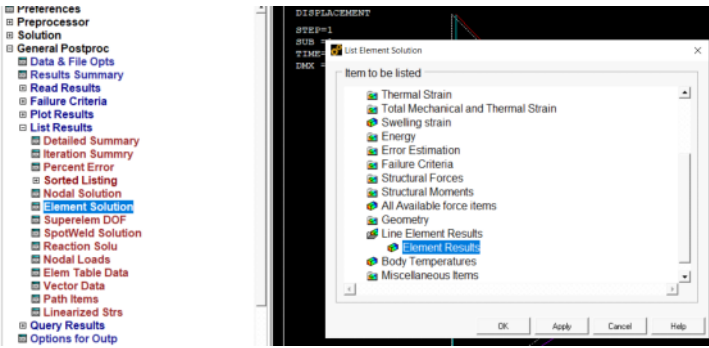 Preferences
Preprocessor
Solution
General Postproc
Data & File Opts
Results Summary
Read Results
Failure Criteria
Plot Results
List Results
Detailed Summary
Iteration Summry
Percent Error
Sorted Listing
Nodal Solution
Element Solution
Superelem DOF
SpotWeld Solution
Reaction Solu
Nodal Loads
Elem Table Data
Vector Data
Path Items
Linearized Strs
Query Results
Options for Outp
DISPLACEMENT
STEP=1
SUB =
TIME=
DMX =
List Element Solution
Item to be listed
Thermal Strain
Total Mechanical and Thermal Strain
Swelling strain
Energy
Error Estimation
Failure Criteria
Structural Forces
Structural Moments
All Available force items
Geometry
Line Element Results
Element Results
Body Temperatures
Miscellaneous Items
OK Apply Cancel Help